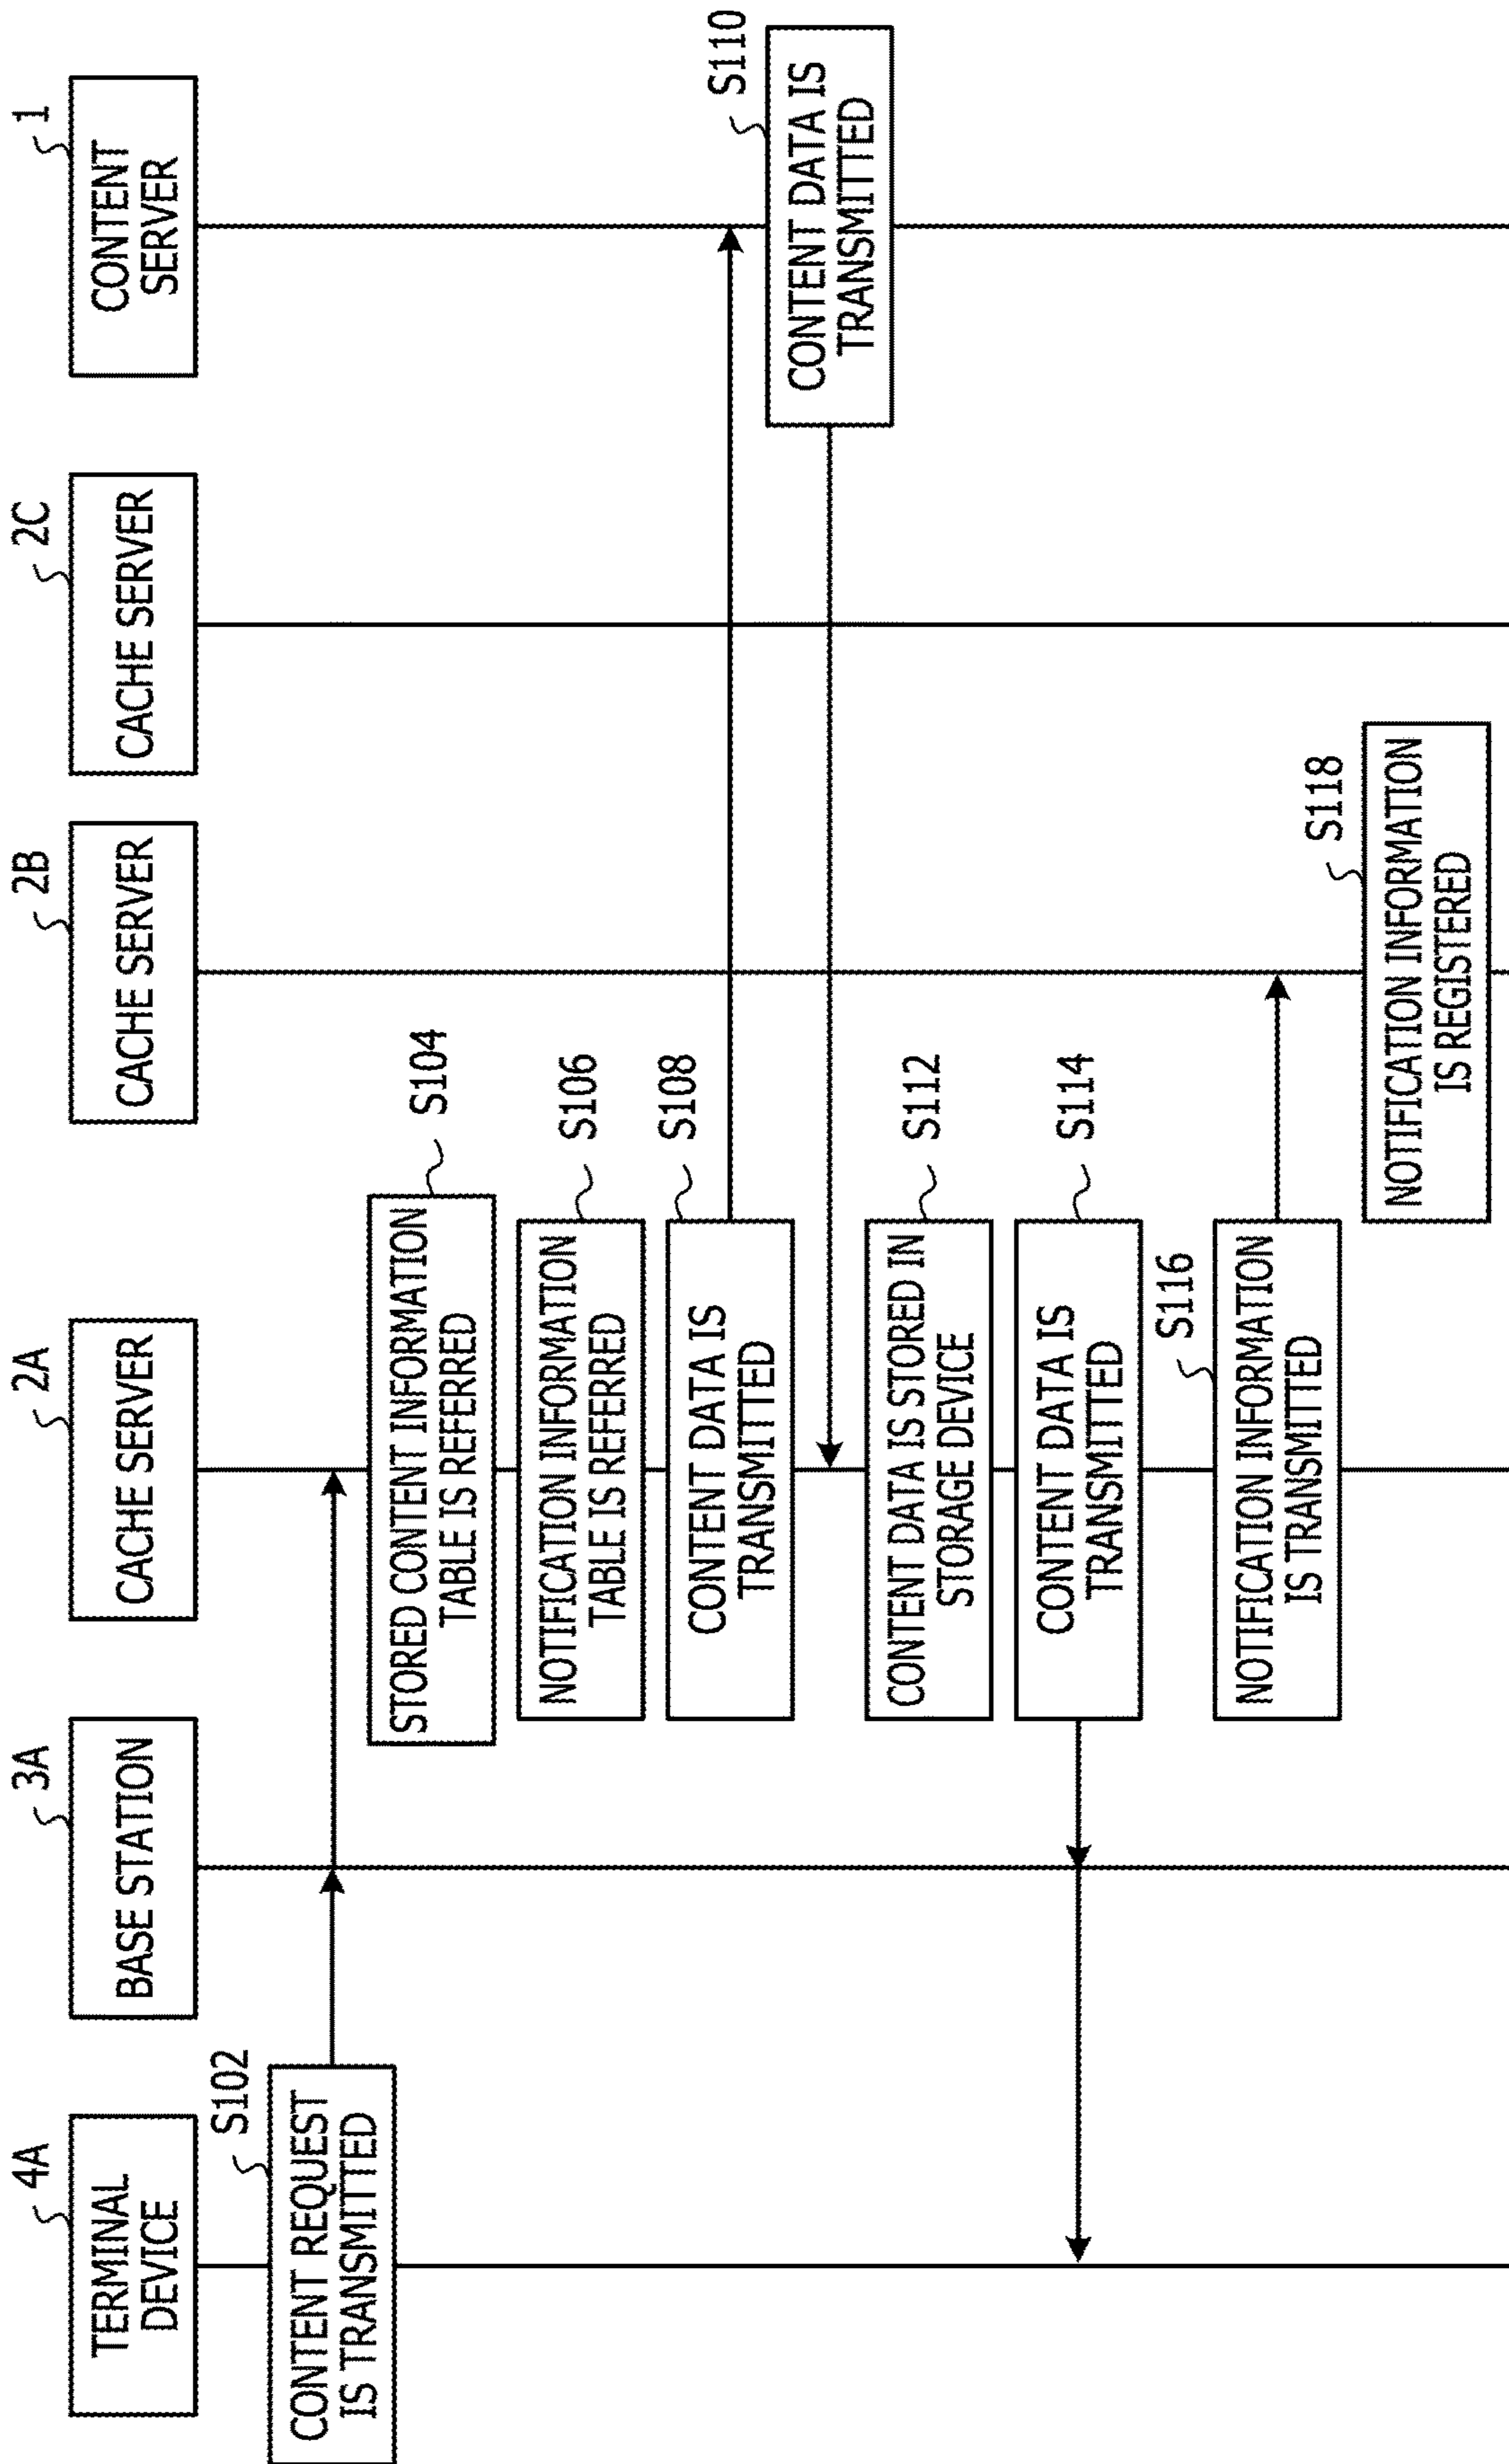 4A
TERMINAL
DEVICE
3A
BASE STATION
2A
CACHE SERVER
2B
CACHE SERVER
2C
CACHE SERVER
1
CONTENT
SERVER
S102
CONTENT REQUEST
IS TRANSMITTED
S104
STORED CONTENT INFORMATION
TABLE IS REFERRED
S106
NOTIFICATION INFORMATION
TABLE IS REFERRED
S108
CONTENT DATA IS
TRANSMITTED
S110
CONTENT DATA IS
TRANSMITTED
S112
CONTENT DATA IS STORED IN
STORAGE DEVICE
S114
CONTENT DATA IS
TRANSMITTED
S116
NOTIFICATION INFORMATION
IS TRANSMITTED
S118
NOTIFICATION INFORMATION
IS REGISTERED